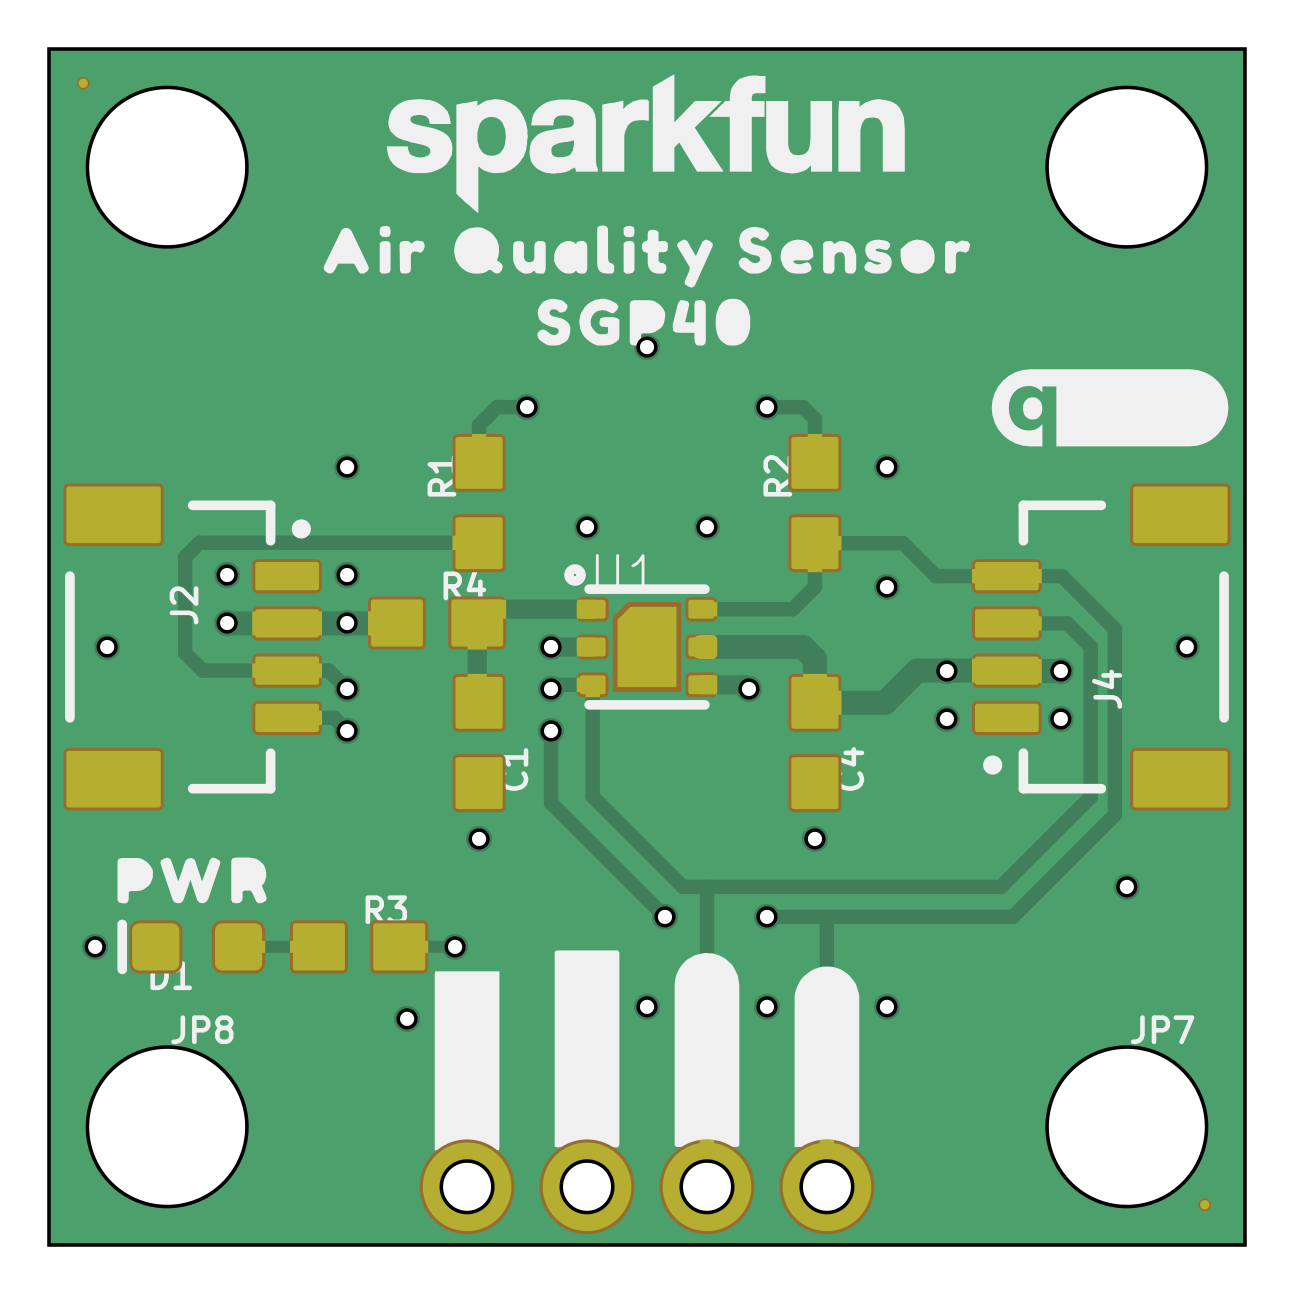 sparkfun
Air Quality Sensor
SGP40
q
R1
R2
U1
R4
J2
J4
C1
C4
PWR
R3
D1
JP8
JP7